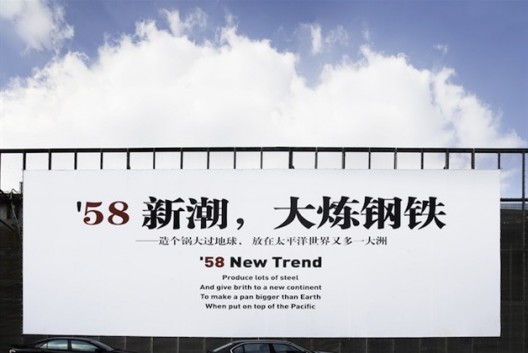 '58 新潮，大炼钢铁
——造个锅大过地球， 放在太平洋世界又多一大洲
'58 New Trend
Produce lots of steel
And give brith to a new continent
To make a pan bigger than Earth
When put on top of the Pacific